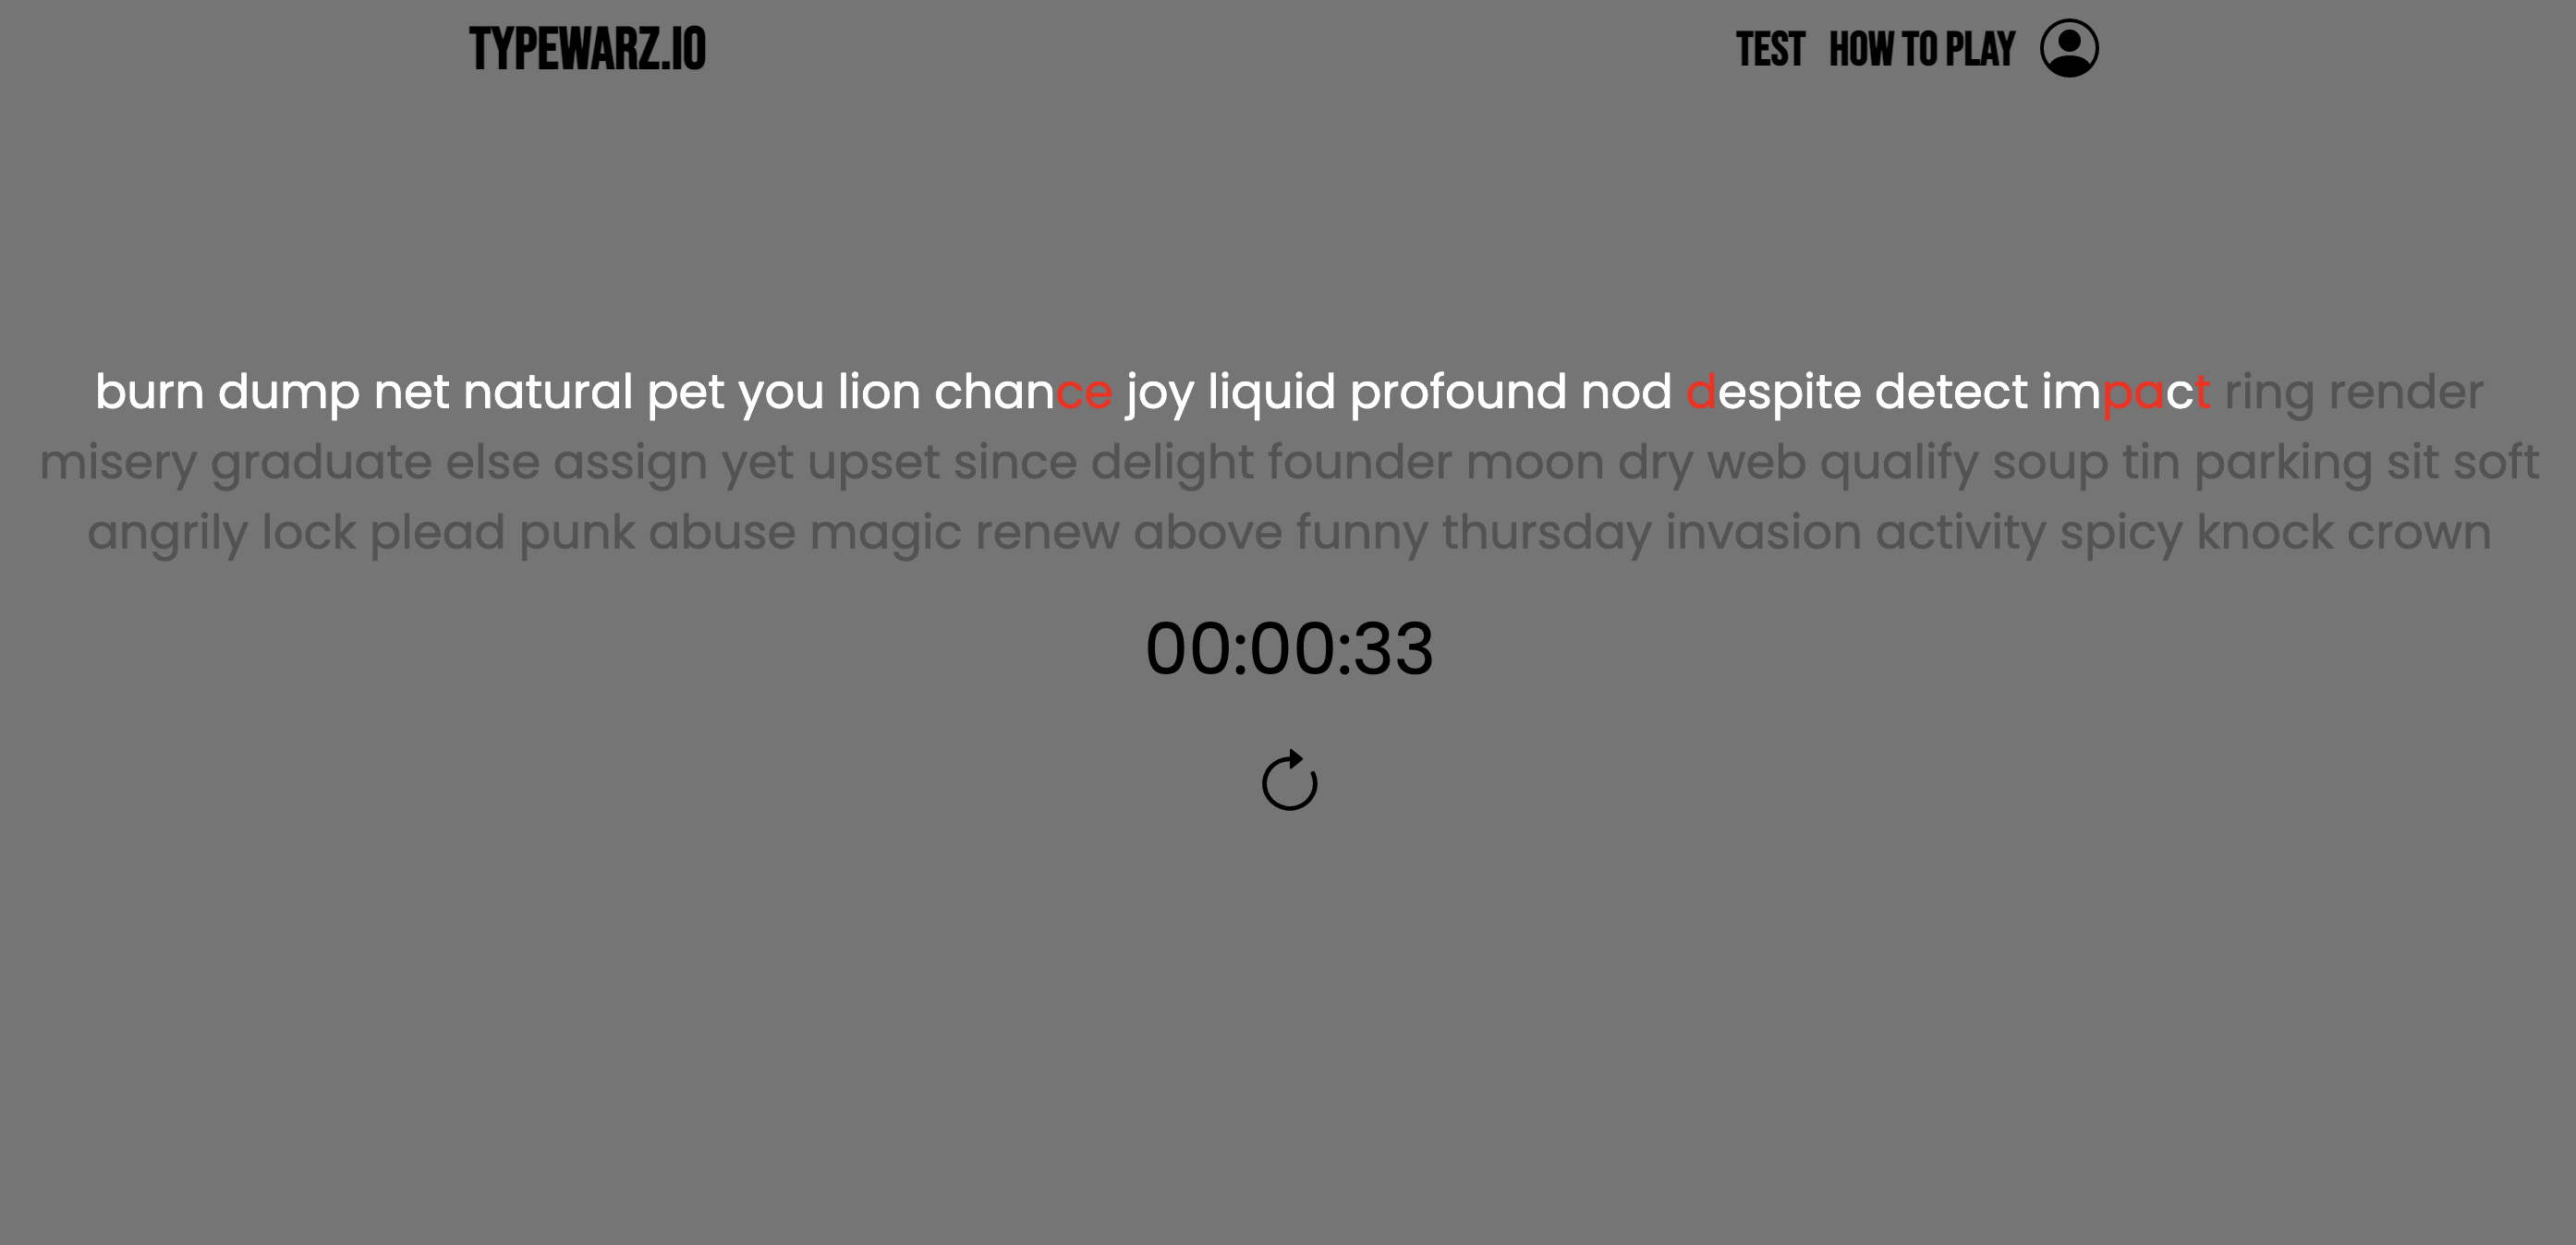 TYPEWARZ.IO TEST HOW TO PLAY
burn dump net natural pet you lion chance joy liquid profound nod despite detect impact ring render
misery graduate else assign yet upset since delight founder moon dry web qualify soup tin parking sit soft
angrily lock plead punk abuse magic renew above funny thursday invasion activity spicy knock crown
00:00:33